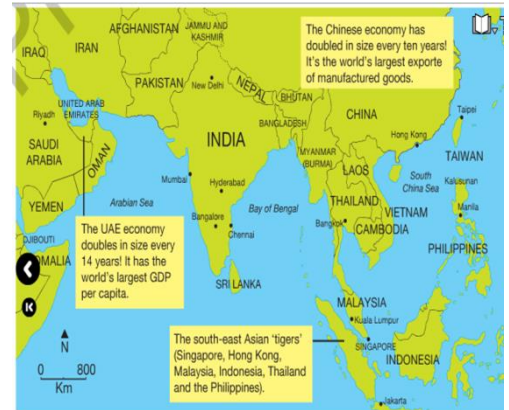 AFGHANISTAN
JAMMU AND
KASHMIR
The Chinese economy has
doubled in size every ten years!
It's the world's largest exporte
of manufactured goods.
IRAQ
IRAN
PAKISTAN
New Delhi
NEPAL
BHUTAN
CHINA
UNITED ARAB
EMIRATES
Riyadh
SAUDI
ARABIA
OMAN
BANGLADESH
INDIA
MYANMAR
(BURMA)
Hong Kong
Taipei
TAIWAN
LAOS
Mumbai
Hyderabad
South
China Sea
Kalusunan
YEMEN
Arabian Sea
Bay of Bengal
THAILAND
VIETNAM
Manila
Bangalore
Chennai
Bangkok
CAMBODIA
The UAE economy
doubles in size every
14 years! It has the
world's largest GDP
per capita.
DJIBOUTI
OMALIA
PHILIPPINES
SRI LANKA
MALAYSIA
Kuala Lumpur
N
The south-east Asian 'tigers'
(Singapore, Hong Kong,
Malaysia, Indonesia, Thailand
and the Philippines).
SINGAPORE
INDONESIA
0 800
Km
Jakarta